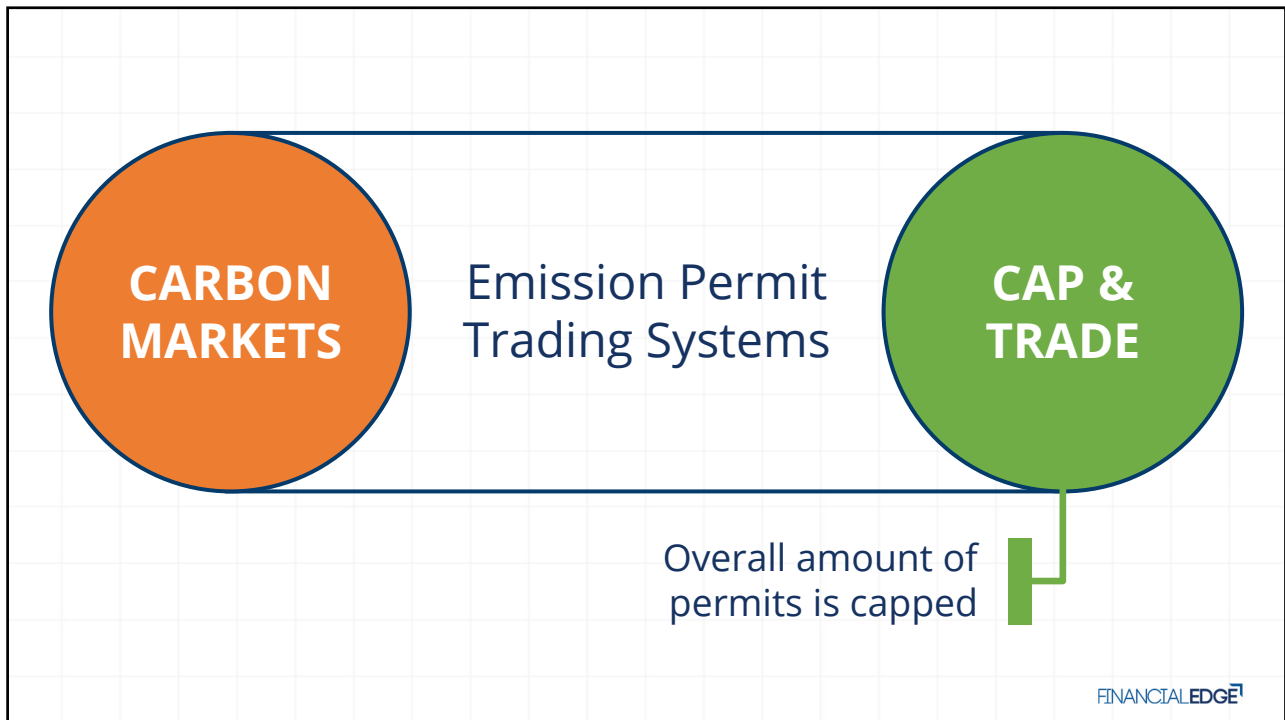 CARBON
MARKETS
Emission Permit
Trading Systems
CAP &
TRADE
Overall amount of
permits is capped
FINANCIALEDGE